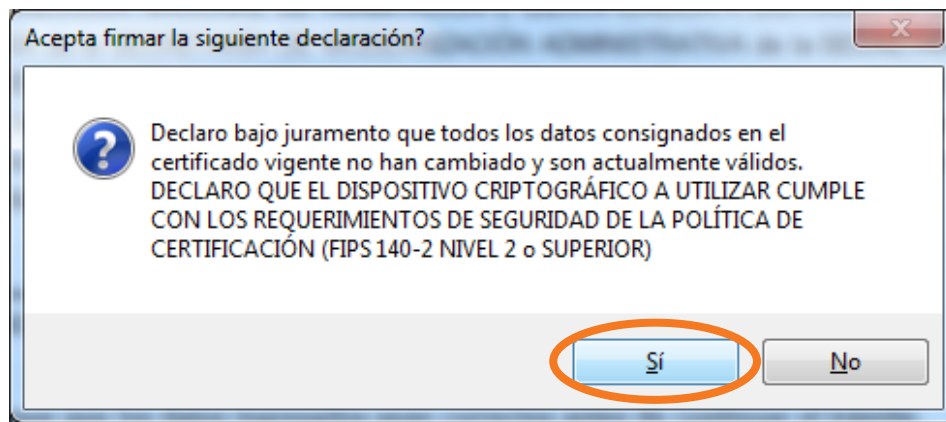 Acepta firmar la siguiente declaración?
Declaro bajo juramento que todos los datos consignados en el
certificado vigente no han cambiado y son actualmente válidos.
DECLARO QUE EL DISPOSITIVO CRIPTOGRÁFICO A UTILIZAR CUMPLE
CON LOS REQUERIMIENTOS DE SEGURIDAD DE LA POLÍTICA DE
CERTIFICACIÓN (FIPS 140-2 NIVEL 2 o SUPERIOR)
Sí
No